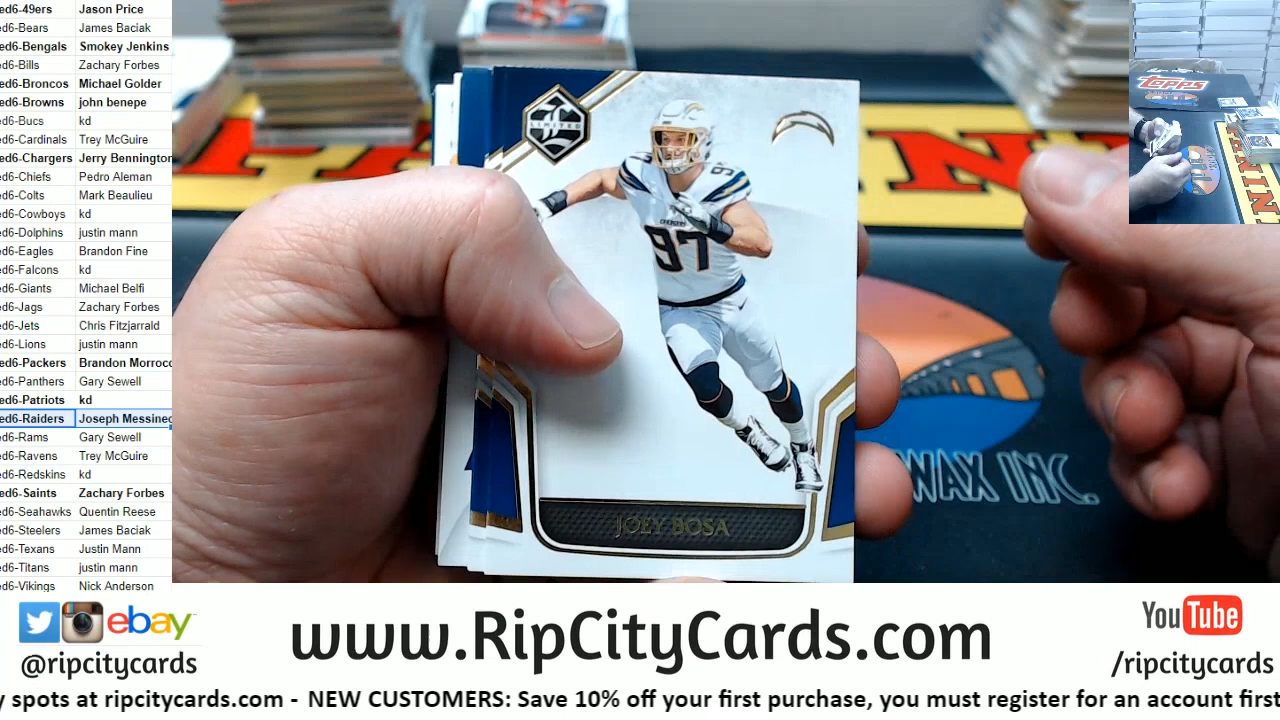 ed6-49ers Jason Price
ed6-Bears James Baciak
ed6-Bengals Smokey Jenkins
ed6-Bills Zachary Forbes
ed6-Broncos Michael Golder
ed6-Browns john benepe
ed6-Bucs kd
ed6-Cardinals Trey McGuire
ed6-Chargers Jerry Bennington
ed6-Chiefs Pedro Aleman
ed6-Colts Mark Beaulieu
ed6-Cowboys kd
ed6-Dolphins justin mann
ed6-Eagles Brandon Fine
ed6-Falcons kd
ed6-Giants Michael Belfi
ed6-Jags Zachary Forbes
ed6-Jets Chris Fitzjarrald
ed6-Lions justin mann
ed6-Packers Brandon Morrocc
ed6-Panthers Gary Sewell
ed6-Patriots kd
ed6-Raiders Joseph Messinec
ed6-Rams Gary Sewell
ed6-Ravens Trey McGuire
ed6-Redskins kd
ed6-Saints Zachary Forbes
ed6-Seahawks Quentin Reese
ed6-Steelers James Baciak
ed6-Texans Justin Mann
ed6-Titans justin mann
ed6-Vikings Nick Anderson
LIMITED
97
CHARGERS
97
JOEY BOSA
WAX INC.
Topps
ebay
@ripcitycards
www.RipCityCards.com
YouTube
/ripcitycards
y spots at ripcitycards.com - NEW CUSTOMERS: Save 10% off your first purchase, you must register for an account first